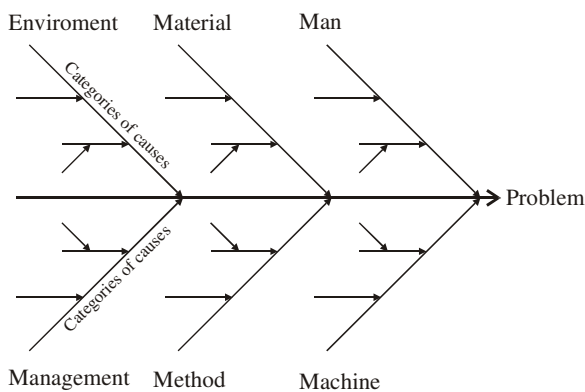 Enviroment
Material
Man
Categories of causes
Problem
Categories of causes
Management
Method
Machine